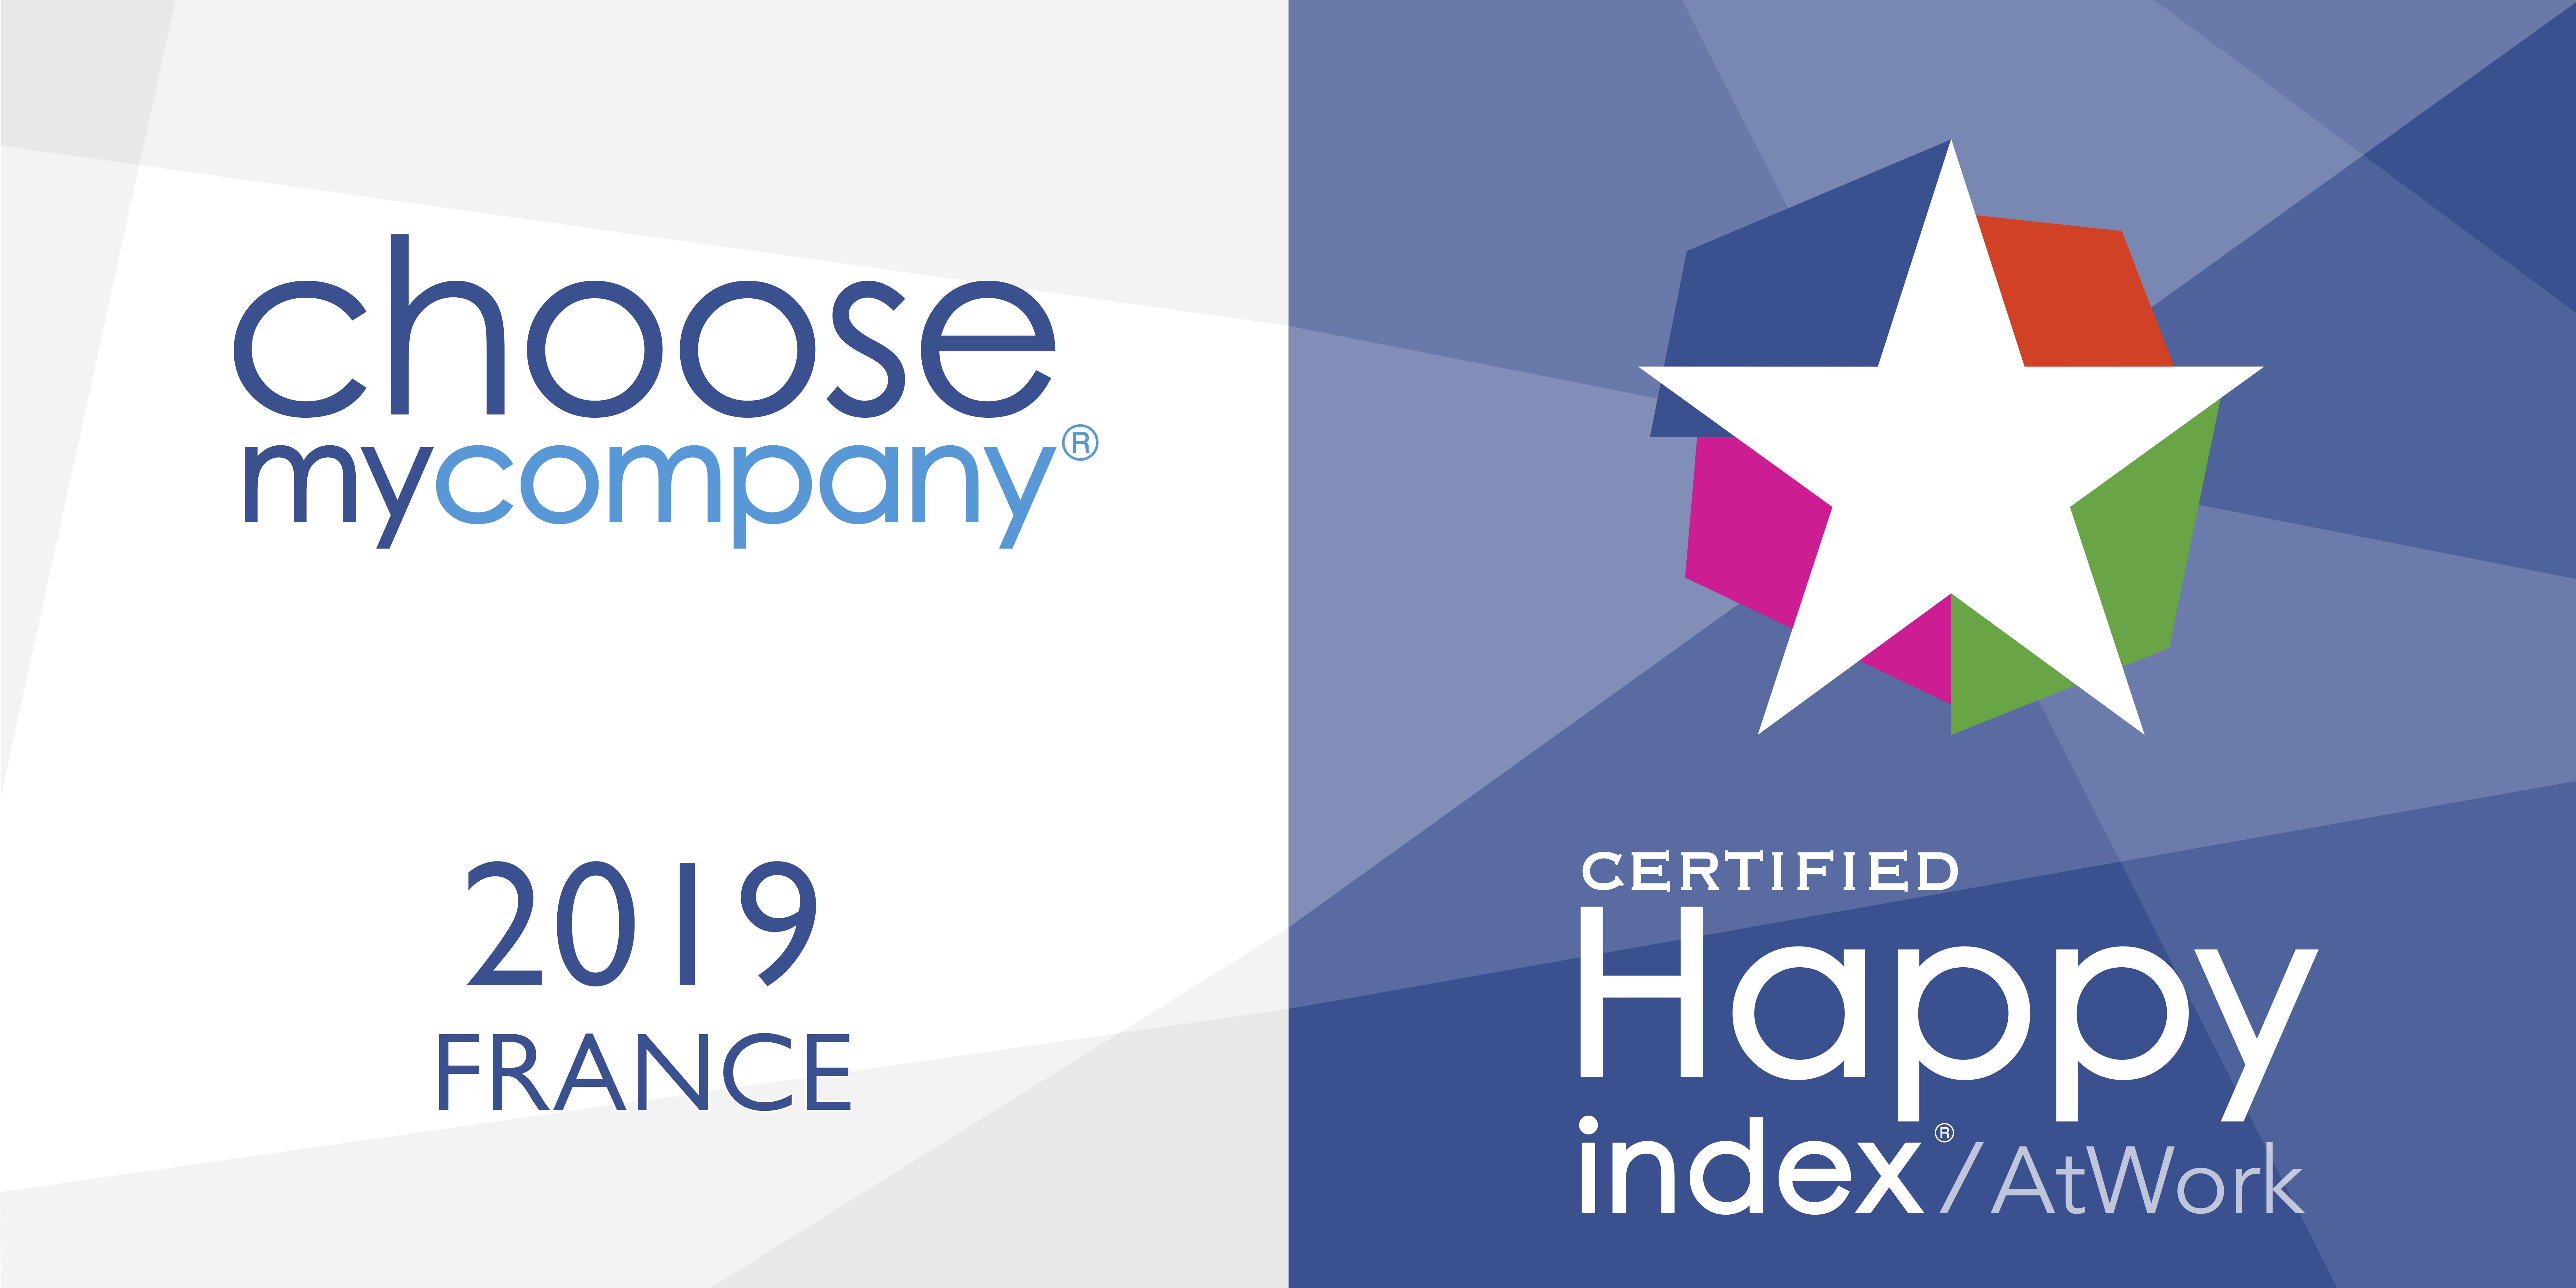 choose
mycompany®
2019
FRANCE
CERTIFIED
Happy
index®/AtWork